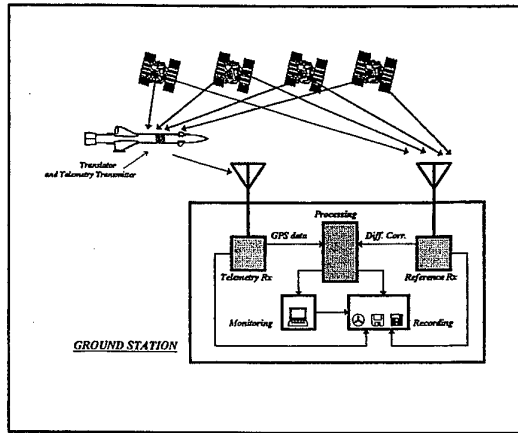 Translator
and Telemetry Transmitter
Processing
GPS data
Diff. Corr.
Telemetry Rx
Reference Rx
Monitoring
Recording
GROUND STATION